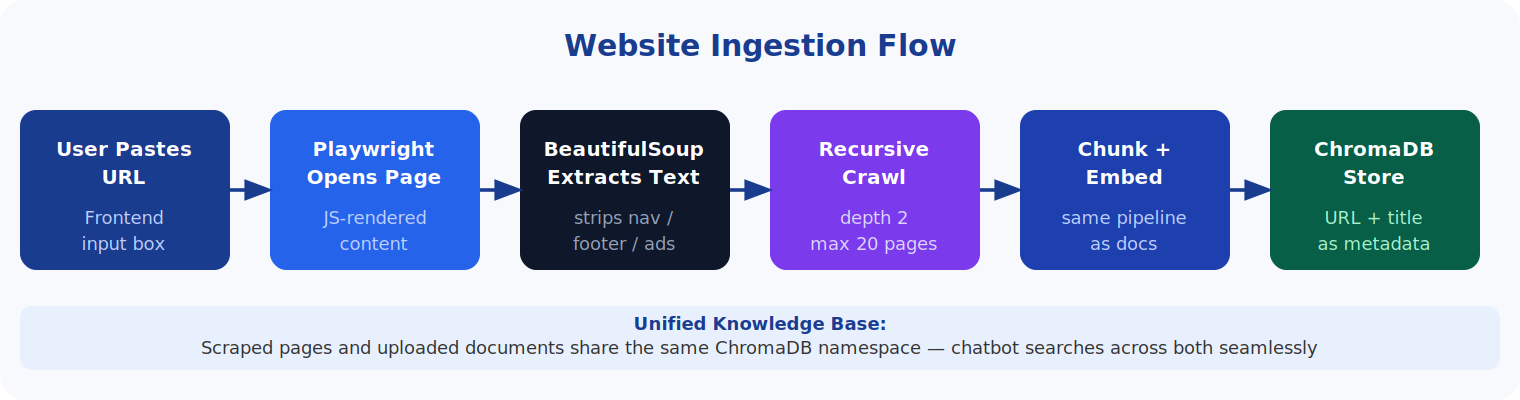 Website Ingestion Flow
User Pastes
URL
Frontend
input box
Playwright
Opens Page
JS-rendered
content
BeautifulSoup
Extracts Text
strips nav /
footer / ads
Recursive
Crawl
depth 2
max 20 pages
Chunk +
Embed
same pipeline
as docs
ChromaDB
Store
URL + title
as metadata
Unified Knowledge Base:
Scraped pages and uploaded documents share the same ChromaDB namespace — chatbot searches across both seamlessly